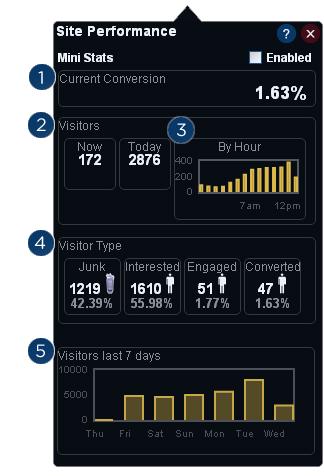 Site Performance
?
X
Mini Stats
Enabled
1
Current Conversion
1.63%
2
Visitors
3
Now
172
Today
2876
By Hour
400
200
0
7am
12pm
4
Visitor Type
Junk
1219
42.39%
Interested
1610
55.98%
Engaged
51
1.77%
Converted
47
1.63%
5
Visitors last 7 days
10000
5000
0
Thu Fri Sat Sun Mon Tue Wed